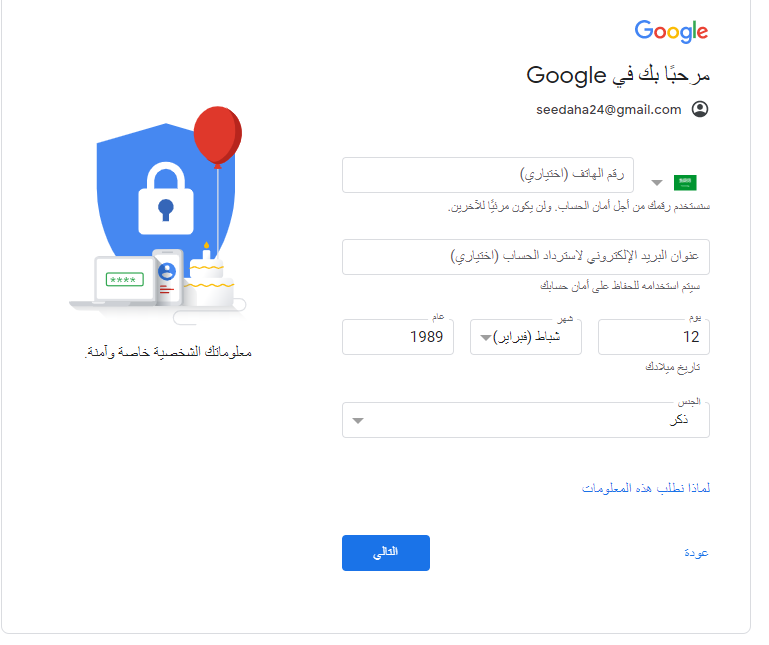 Google
مرحبًا بك في Google
seedaha24@gmail.com
رقم الهاتف (اختياري)
سنستخدم رقمك من أجل أمان الحساب. ولن يكون مرئيًا للآخرين.
عنوان البريد الإلكتروني لاسترداد الحساب (اختياري)
سيتم استخدامه للحفاظ على أمان حسابك
يوم
12
شهر
شباط (فبراير)
عام
1989
تاريخ ميلادك
الجنس
ذكر
لماذا نطلب هذه المعلومات
عودة
التالي
****
معلوماتك الشخصية خاصة وآمنة.